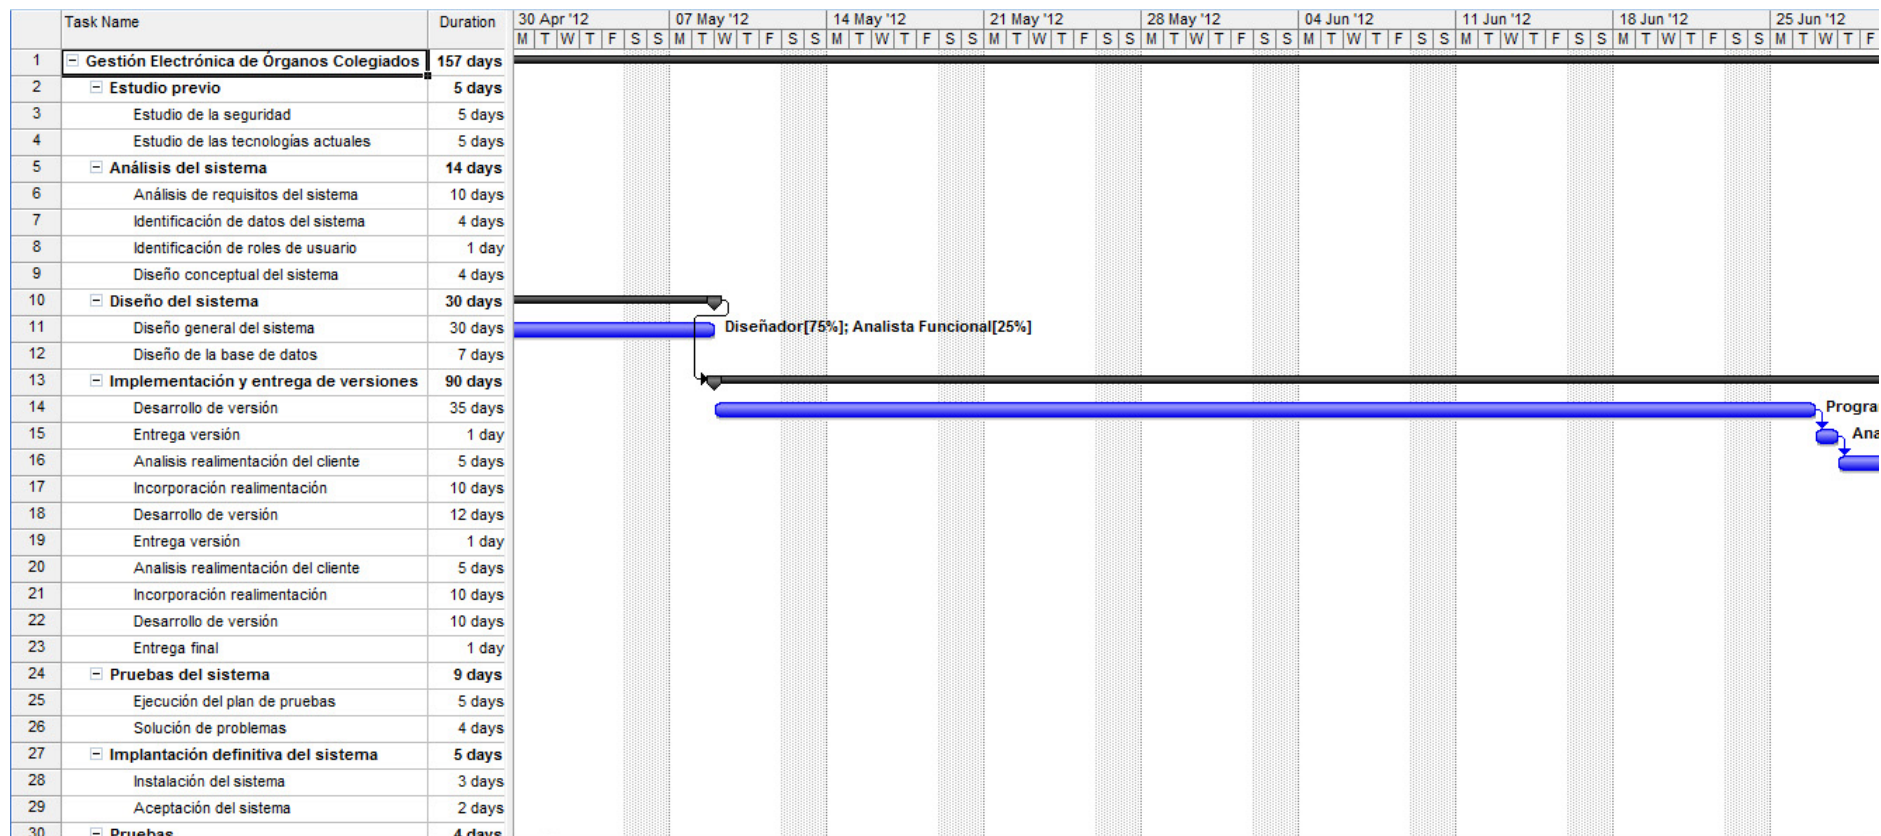 Task Name Duration 30 Apr '12 07 May '12 14 May '12 21 May '12 28 May '12 04 Jun '12 11 Jun '12 18 Jun '12 25 Jun '12
M T W T F S S M T W T F S S M T W T F S S M T W T F S S M T W T F S S M T W T F S S M T W T F S S M T W T F S S M T W T F
1 Gestión Electrónica de Órganos Colegiados 157 days
2 Estudio previo 5 days
3 Estudio de la seguridad 5 days
4 Estudio de las tecnologías actuales 5 days
5 Análisis del sistema 14 days
6 Análisis de requisitos del sistema 10 days
7 Identificación de datos del sistema 4 days
8 Identificación de roles de usuario 1 day
9 Diseño conceptual del sistema 4 days
10 Diseño del sistema 30 days
11 Diseño general del sistema 30 days Diseñador[75%]; Analista Funcional[25%]
12 Diseño de la base de datos 7 days
13 Implementación y entrega de versiones 90 days
14 Desarrollo de versión 35 days Progra
15 Entrega versión 1 day Ana
16 Analisis realimentación del cliente 5 days
17 Incorporación realimentación 10 days
18 Desarrollo de versión 12 days
19 Entrega versión 1 day
20 Analisis realimentación del cliente 5 days
21 Incorporación realimentación 10 days
22 Desarrollo de versión 10 days
23 Entrega final 1 day
24 Pruebas del sistema 9 days
25 Ejecución del plan de pruebas 5 days
26 Solución de problemas 4 days
27 Implantación definitiva del sistema 5 days
28 Instalación del sistema 3 days
29 Aceptación del sistema 2 days
30 Pruebas 4 days